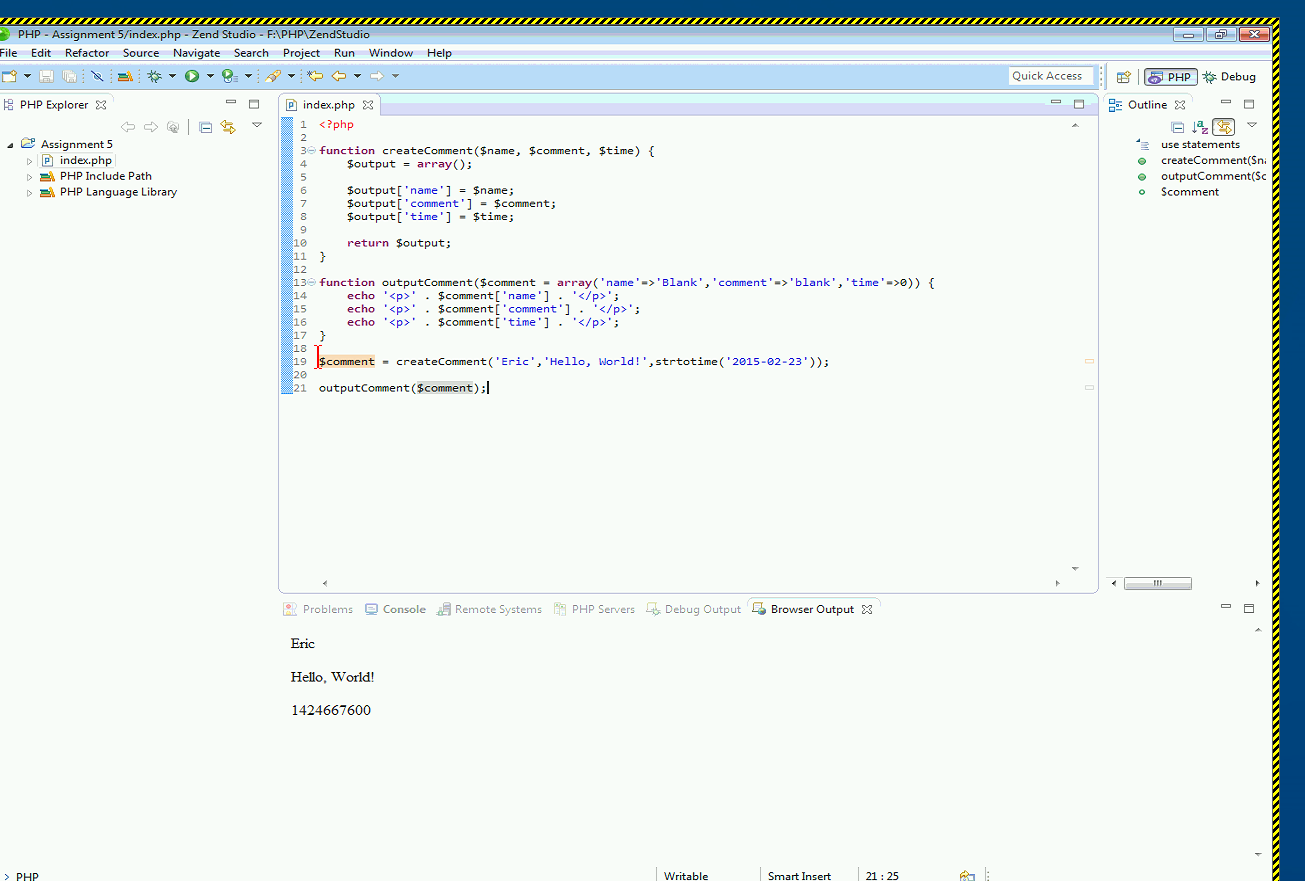 PHP - Assignment 5/index.php - Zend Studio - F:\PHP\ZendStudio
File Edit Refactor Source Navigate Search Project Run Window Help
Quick Access PHP Debug
PHP Explorer
Assignment 5
index.php
PHP Include Path
PHP Language Library
index.php
1 <?php
2
3 function createComment($name, $comment, $time) {
4     $output = array();
5
6     $output['name'] = $name;
7     $output['comment'] = $comment;
8     $output['time'] = $time;
9
10     return $output;
11 }
12
13 function outputComment($comment = array('name'=>'Blank','comment'=>'blank','time'=>0)) {
14     echo '<p>' . $comment['name'] . '</p>';
15     echo '<p>' . $comment['comment'] . '</p>';
16     echo '<p>' . $comment['time'] . '</p>';
17 }
18
19 $comment = createComment('Eric','Hello, World!',strtotime('2015-02-23'));
20
21 outputComment($comment);
Outline
use statements
createComment($na
outputComment($c
$comment
Problems Console Remote Systems PHP Servers Debug Output Browser Output
Eric
Hello, World!
1424667600
PHP Writable Smart Insert 21 : 25